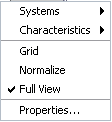 Systems
Characteristics
Grid
Normalize
Full View
Properties...